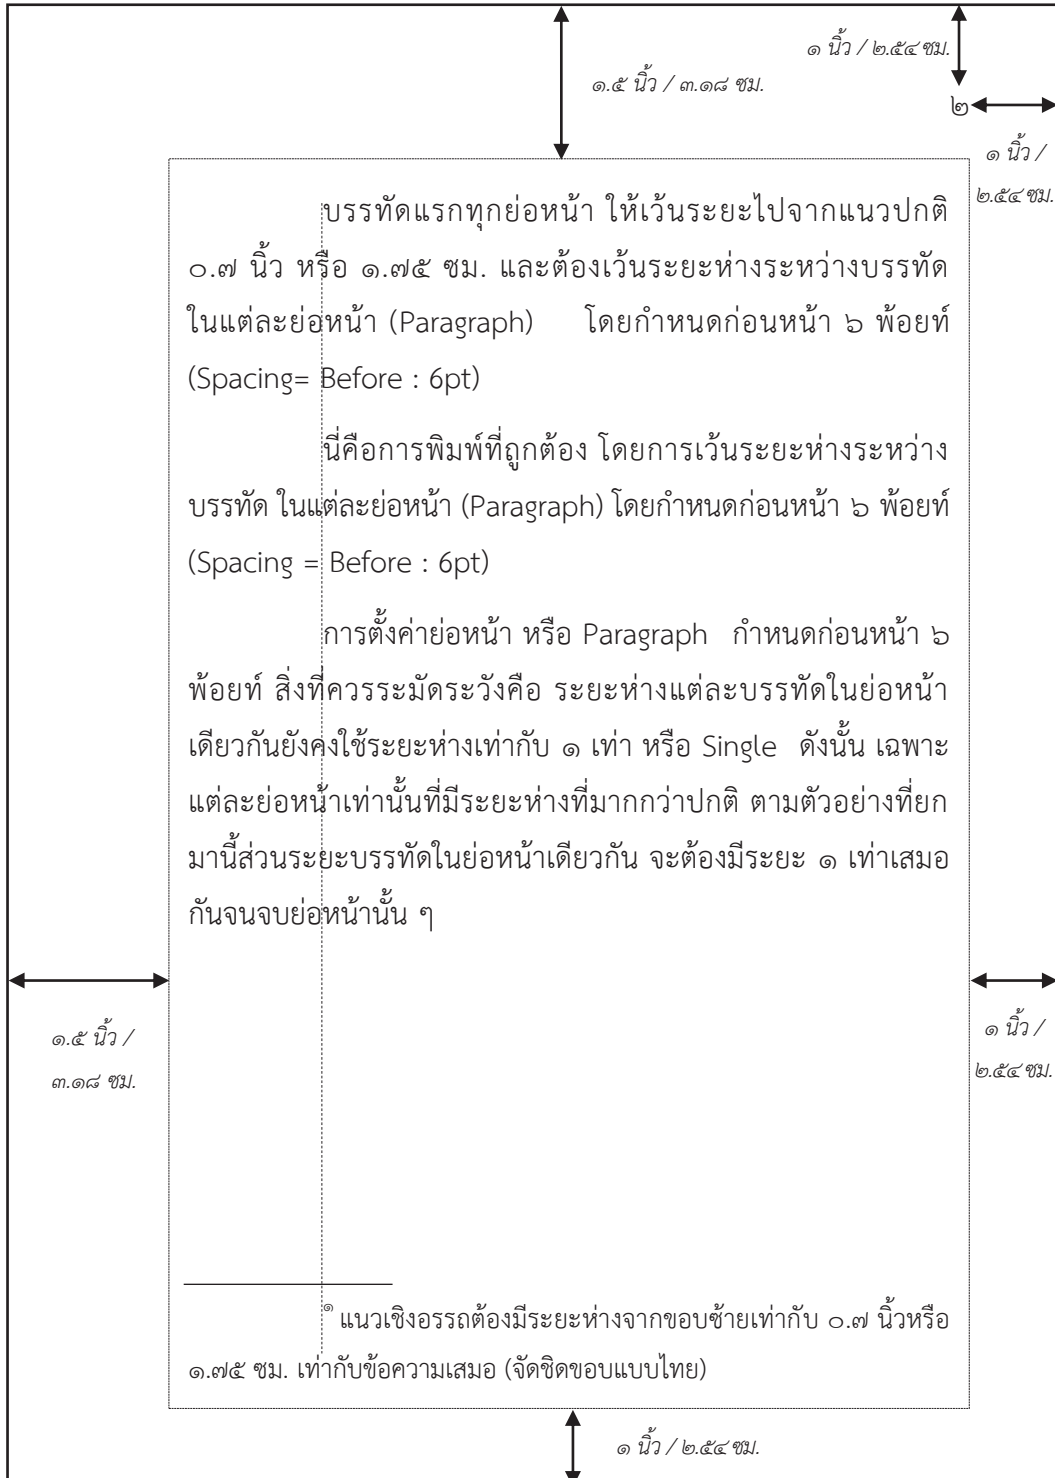 ๑ นิ้ว / ๒.๕๔ ซม.
๑.๕ นิ้ว / ๓.๑๘ ซม.
๒
๑ นิ้ว /
๒.๕๔ ซม.
บรรทัดแรกทุกย่อหน้า ให้เว้นระยะไปจากแนวปกติ
๐.๗ นิ้ว หรือ ๑.๗๕ ซม. และต้องเว้นระยะห่างระหว่างบรรทัด
ในแต่ละย่อหน้า (Paragraph) โดยกำหนดก่อนหน้า ๖ พ้อยท์
(Spacing= Before : 6pt)
นี่คือการพิมพ์ที่ถูกต้อง โดยการเว้นระยะห่างระหว่าง
บรรทัด ในแต่ละย่อหน้า (Paragraph) โดยกำหนดก่อนหน้า ๖ พ้อยท์
(Spacing = Before : 6pt)
การตั้งค่าย่อหน้า หรือ Paragraph กำหนดก่อนหน้า ๖
พ้อยท์ สิ่งที่ควรระมัดระวังคือ ระยะห่างแต่ละบรรทัดในย่อหน้า
เดียวกันยังคงใช้ระยะห่างเท่ากับ ๑ เท่า หรือ Single ดังนั้น เฉพาะ
แต่ละย่อหน้าเท่านั้นที่มีระยะห่างที่มากกว่าปกติ ตามตัวอย่างที่ยก
มานี้ส่วนระยะบรรทัดในย่อหน้าเดียวกัน จะต้องมีระยะ ๑ เท่าเสมอ
กันจนจบย่อหน้านั้น ๆ
๑.๕ นิ้ว /
๓.๑๘ ซม.
๑ นิ้ว /
๒.๕๔ ซม.
๑ แนวเชิงอรรถต้องมีระยะห่างจากขอบซ้ายเท่ากับ ๐.๗ นิ้วหรือ
๑.๗๕ ซม. เท่ากับข้อความเสมอ (จัดชิดขอบแบบไทย)
๑ นิ้ว / ๒.๕๔ ซม.